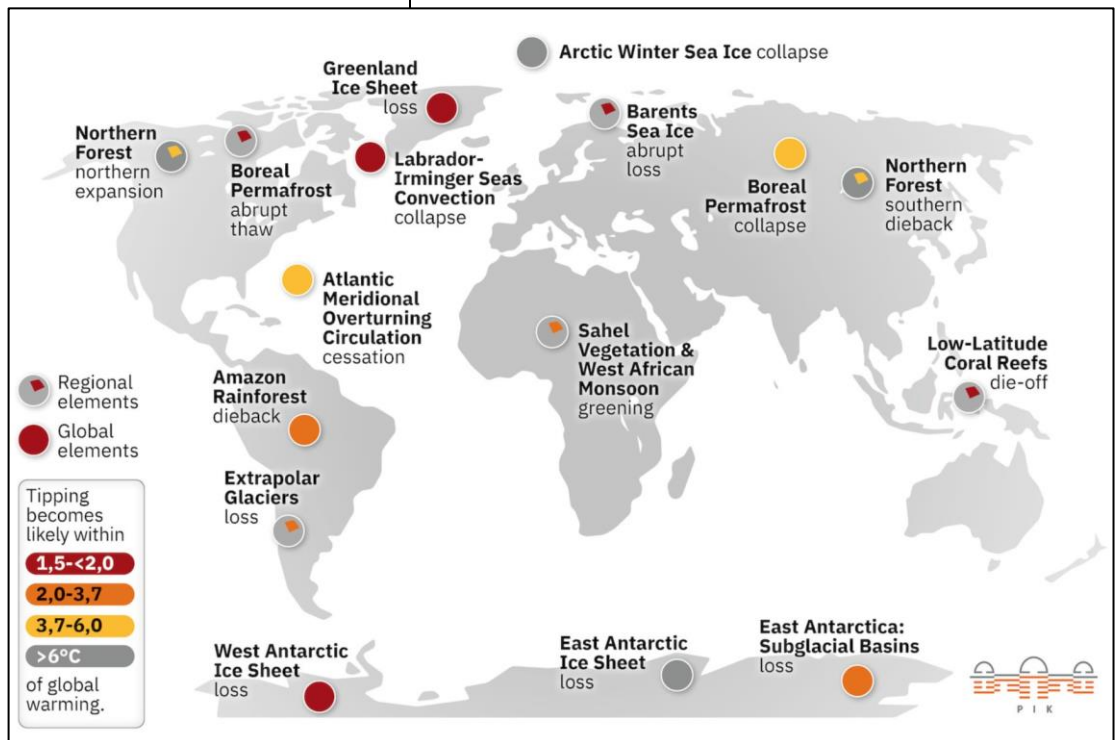 Arctic Winter Sea Ice collapse
Greenland
Ice Sheet
loss
Barents
Sea Ice
abrupt
loss
Northern
Forest
northern
expansion
Boreal
Permafrost
abrupt
thaw
Labrador-
Irminger Seas
Convection
collapse
Boreal
Permafrost
collapse
Northern
Forest
southern
dieback
Atlantic
Meridional
Overturning
Circulation
cessation
Sahel
Vegetation &
West African
Monsoon
greening
Low-Latitude
Coral Reefs
die-off
Regional
elements
Global
elements
Amazon
Rainforest
dieback
Extrapolar
Glaciers
loss
Tipping
becomes
likely within
1,5-<2,0
2,0-3,7
3,7-6,0
>6°C
of global
warming.
West Antarctic
Ice Sheet
loss
East Antarctic
Ice Sheet
loss
East Antarctica:
Subglacial Basins
loss
P I K